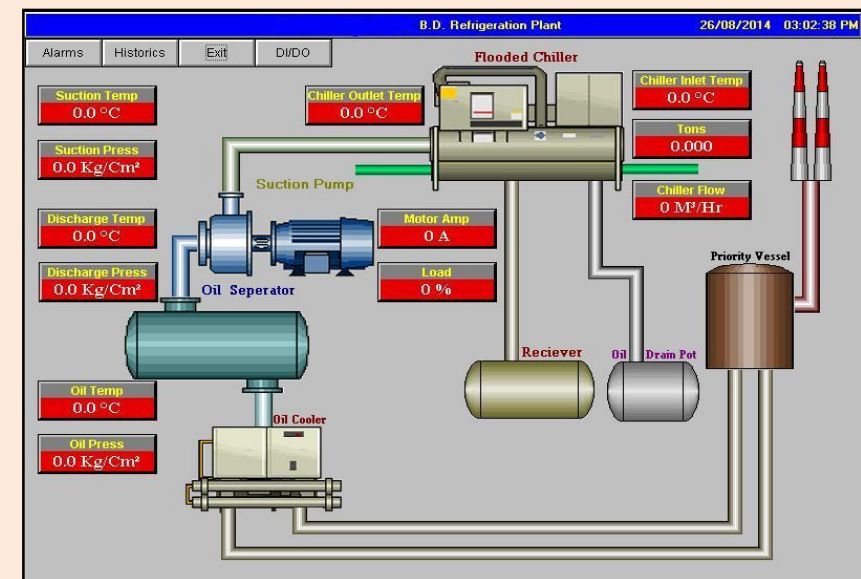 B.D. Refrigeration Plant 26/08/2014 03:02:38 PM
Alarms Historics Exit DI/DO
Flooded Chiller
Suction Temp
0.0 °C
Chiller Outlet Temp
0.0 °C
Chiller Inlet Temp
0.0 °C
Tons
0.000
Suction Press
0.0 Kg/Cm²
Suction Pump
Chiller Flow
0 M³/Hr
Discharge Temp
0.0 °C
Motor Amp
0 A
Priority Vessel
Discharge Press
0.0 Kg/Cm²
Oil Seperator
Load
0 %
Reciever
Oil Drain Pot
Oil Temp
0.0 °C
Oil Cooler
Oil Press
0.0 Kg/Cm²